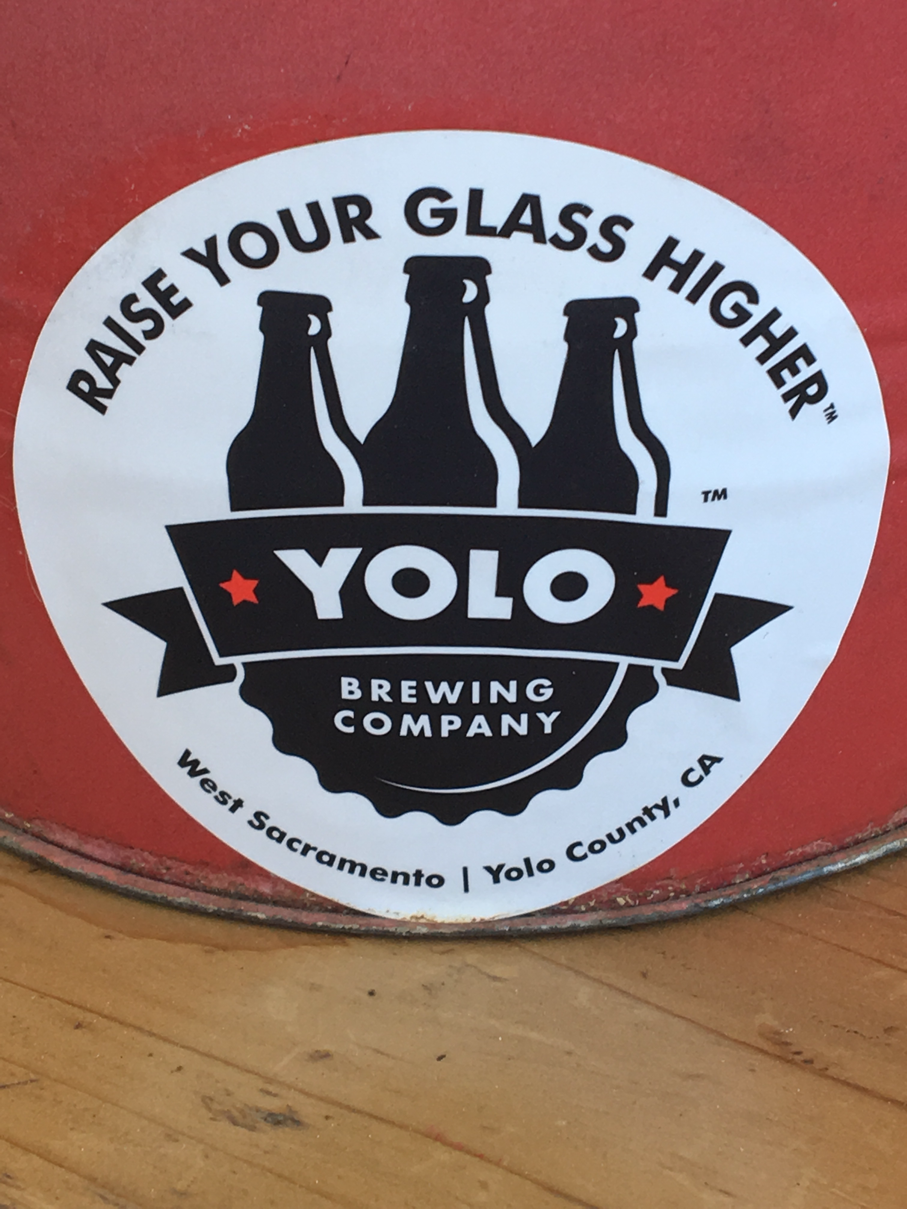 RAISE YOUR GLASS HIGHER™
™
YOLO
BREWING
COMPANY
West Sacramento | Yolo County, CA